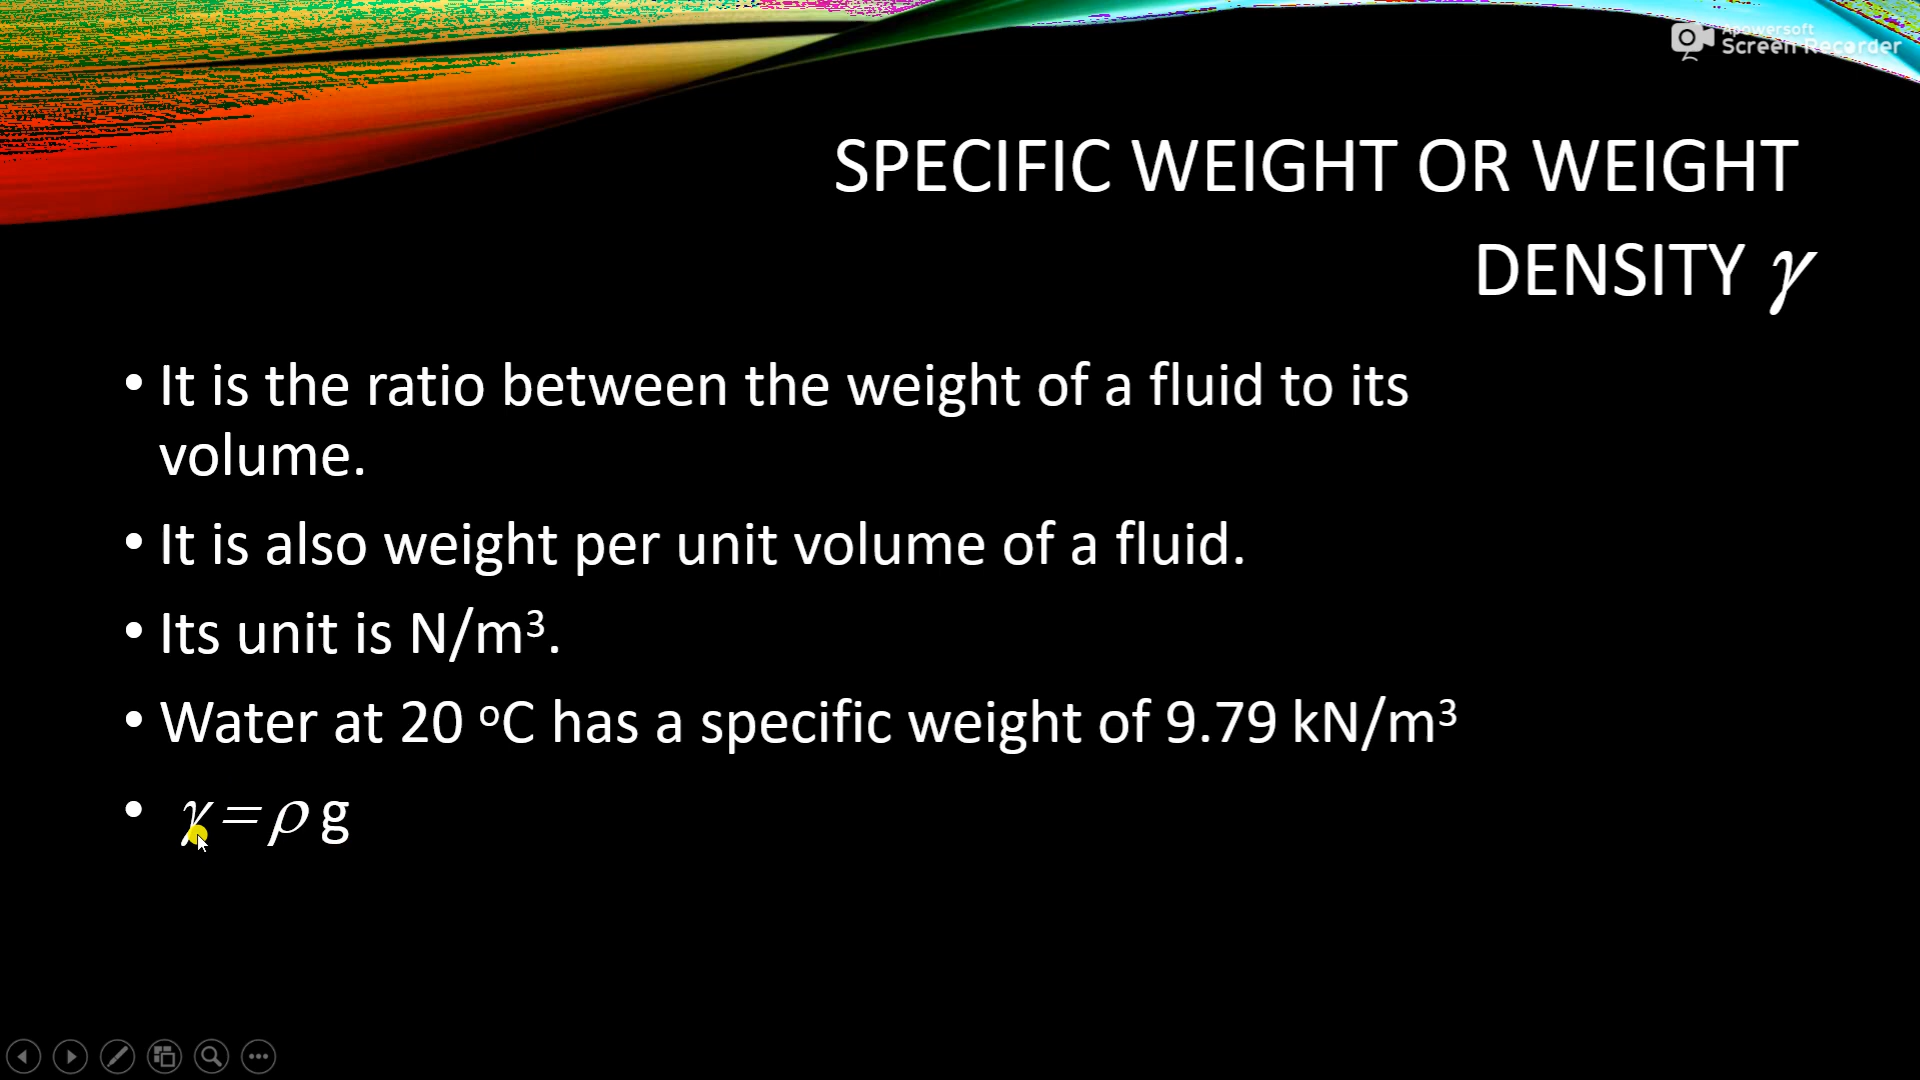 Apowersoft
Screen Recorder
SPECIFIC WEIGHT OR WEIGHT
DENSITY γ
• It is the ratio between the weight of a fluid to its
volume.
• It is also weight per unit volume of a fluid.
• Its unit is N/m³.
• Water at 20 ᵒC has a specific weight of 9.79 kN/m³
• γ = ρ g